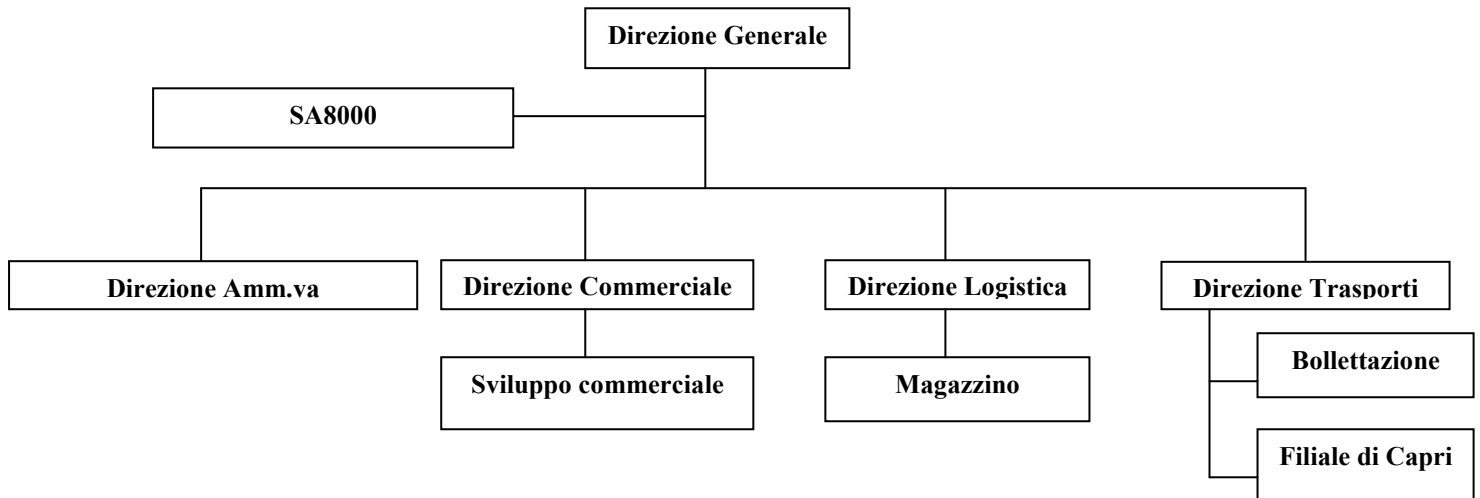 Direzione Generale
SA8000
Direzione Amm.va
Direzione Commerciale
Direzione Logistica
Direzione Trasporti
Sviluppo commerciale
Magazzino
Bollettazione
Filiale di Capri